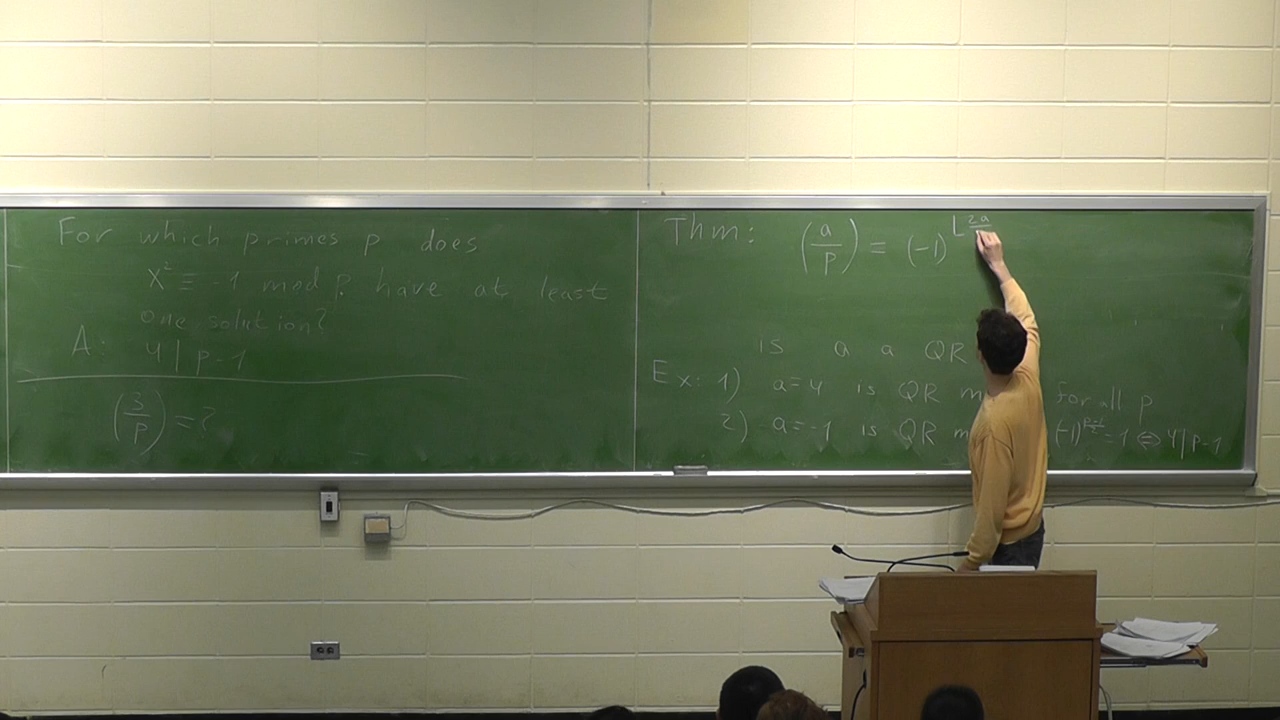 For which primes p does
x² ≡ -1 mod p have at least
one solution?
A: 4 | p-1
(3/p) = ?
Thm: (a/p) = (-1)^⌊2a
is a a QR
Ex: 1) a=4 is QR m for all p
2) a=-1 is QR m (-1)^(p-1)/2 = 1 ⇔ 4|p-1